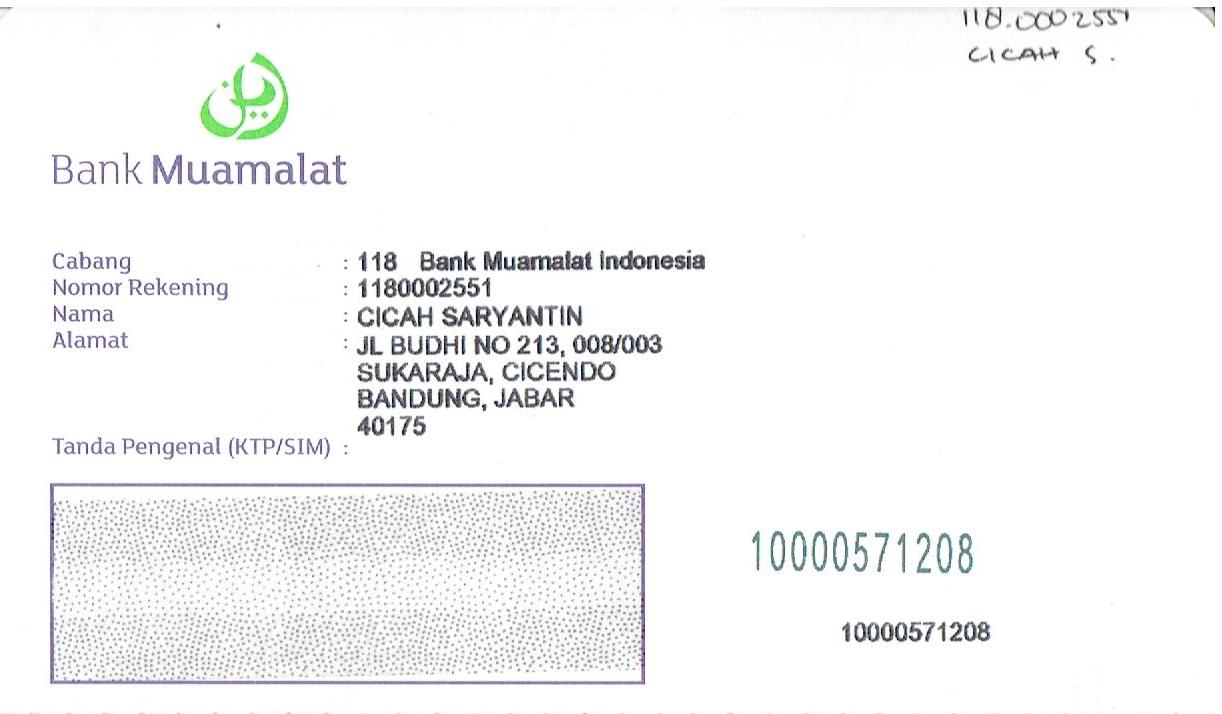 118.0002551
CICAH S.
Bank Muamalat
Cabang : 118 Bank Muamalat Indonesia
Nomor Rekening : 1180002551
Nama : CICAH SARYANTIN
Alamat : JL BUDHI NO 213, 008/003
SUKARAJA, CICENDO
BANDUNG, JABAR
40175
Tanda Pengenal (KTP/SIM) :
10000571208
10000571208